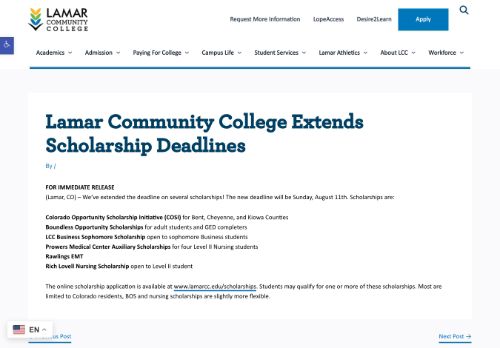 LAMAR
COMMUNITY
COLLEGE
Request More Information LopeAccess Desire2Learn Apply
Academics Admission Paying For College Campus Life Student Services Lamar Athletics About LCC Workforce
Lamar Community College Extends
Scholarship Deadlines
By /
FOR IMMEDIATE RELEASE
(Lamar, CO) – We've extended the deadline on several scholarships! The new deadline will be Sunday, August 11th. Scholarships are:
Colorado Opportunity Scholarship Initiative (COSI) for Bent, Cheyenne, and Kiowa Counties
Boundless Opportunity Scholarships for adult students and GED completers
LCC Business Sophomore Scholarship open to sophomore Business students
Prowers Medical Center Auxiliary Scholarships for four Level II Nursing students
Rawlings EMT
Rich Lovell Nursing Scholarship open to Level II student
The online scholarship application is available at www.lamarcc.edu/scholarships. Students may qualify for one or more of these scholarships. Most are
limited to Colorado residents, BOS and nursing scholarships are slightly more flexible.
EN
Post
Next Post →